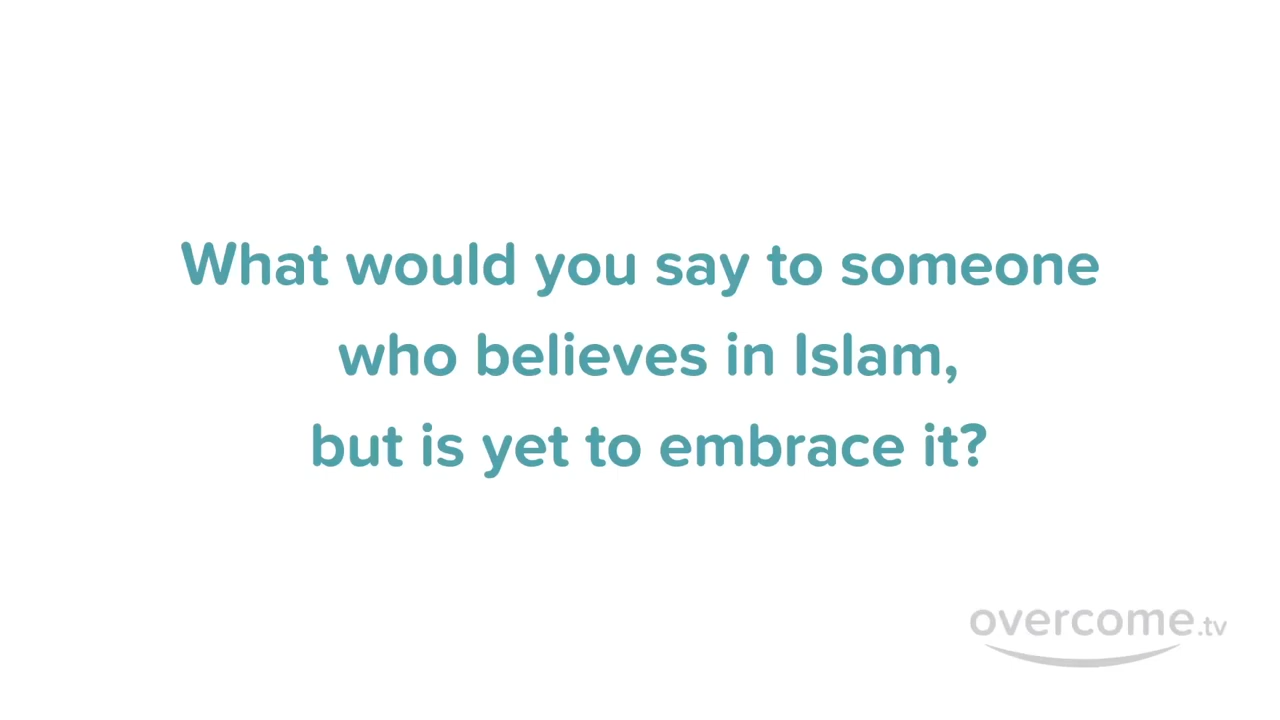 What would you say to someone
who believes in Islam,
but is yet to embrace it?
overcome.tv